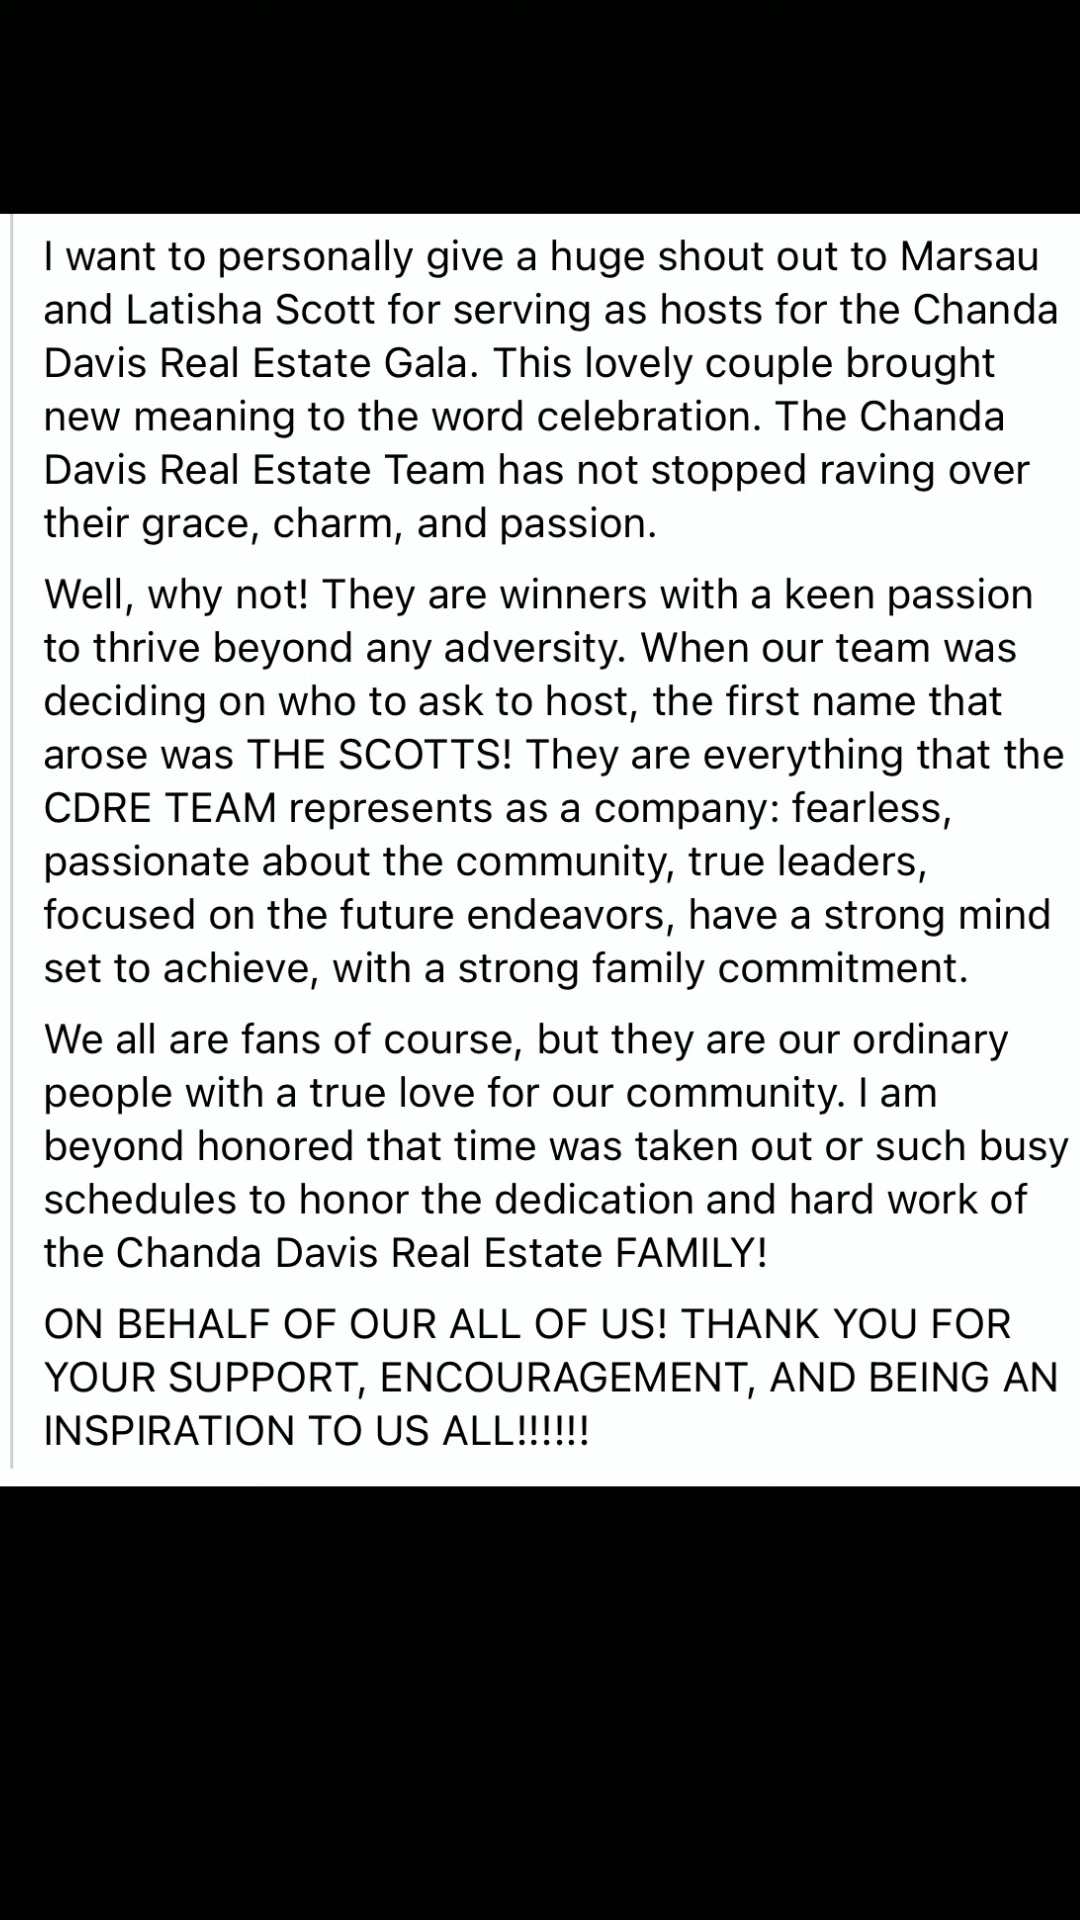 I want to personally give a huge shout out to Marsau
and Latisha Scott for serving as hosts for the Chanda
Davis Real Estate Gala. This lovely couple brought
new meaning to the word celebration. The Chanda
Davis Real Estate Team has not stopped raving over
their grace, charm, and passion.
Well, why not! They are winners with a keen passion
to thrive beyond any adversity. When our team was
deciding on who to ask to host, the first name that
arose was THE SCOTTS! They are everything that the
CDRE TEAM represents as a company: fearless,
passionate about the community, true leaders,
focused on the future endeavors, have a strong mind
set to achieve, with a strong family commitment.
We all are fans of course, but they are our ordinary
people with a true love for our community. I am
beyond honored that time was taken out or such busy
schedules to honor the dedication and hard work of
the Chanda Davis Real Estate FAMILY!
ON BEHALF OF OUR ALL OF US! THANK YOU FOR
YOUR SUPPORT, ENCOURAGEMENT, AND BEING AN
INSPIRATION TO US ALL!!!!!!